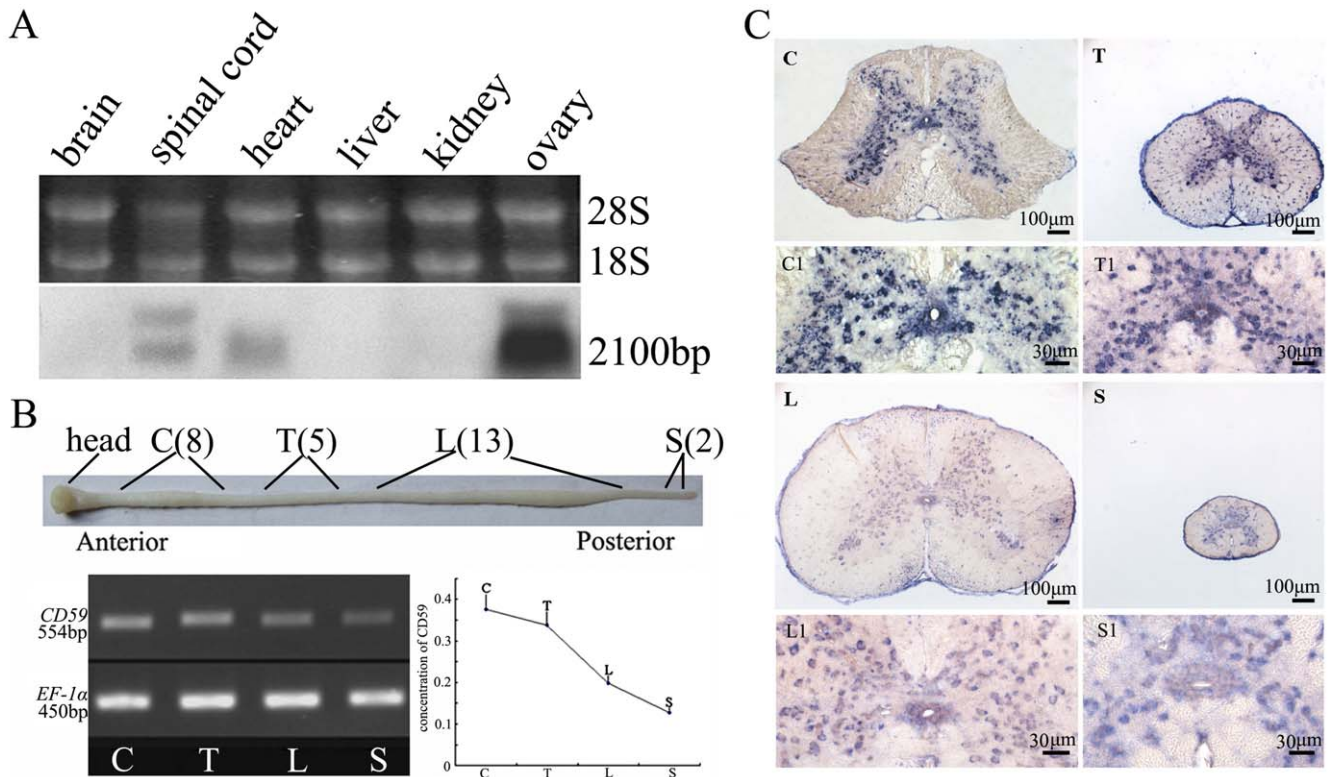 A
brain
spinal cord
heart
liver
kidney
ovary
28S
18S
2100bp
B
head C(8) T(5) L(13) S(2)
Anterior Posterior
CD59
554bp
EF-1α
450bp
C T L S
concentration of CD59
0.4
0.3
0.2
0.1
0
C
T
L
S
C T L S
C
C
100μm
T
100μm
C1
30μm
T1
30μm
L
100μm
S
100μm
L1
30μm
S1
30μm